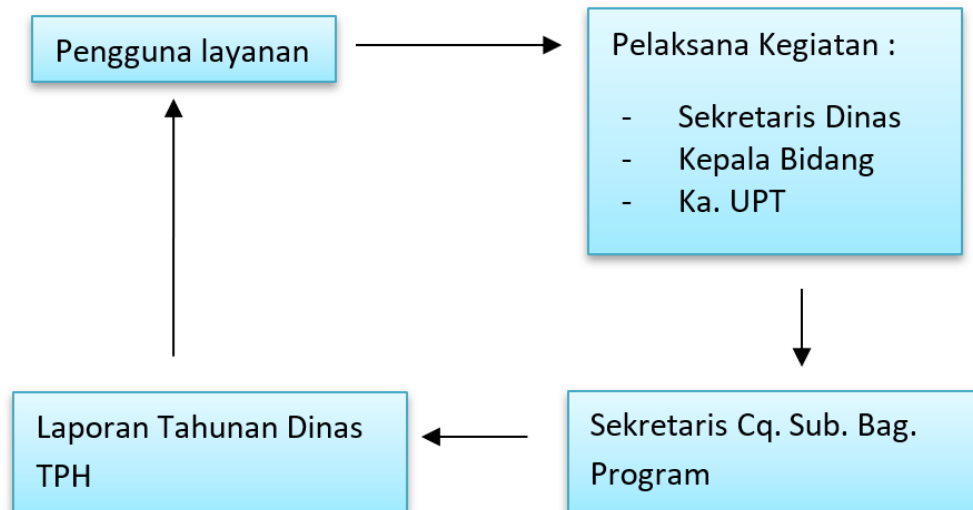 Pengguna layanan
Pelaksana Kegiatan :
- Sekretaris Dinas
- Kepala Bidang
- Ka. UPT
Sekretaris Cq. Sub. Bag.
Program
Laporan Tahunan Dinas
TPH